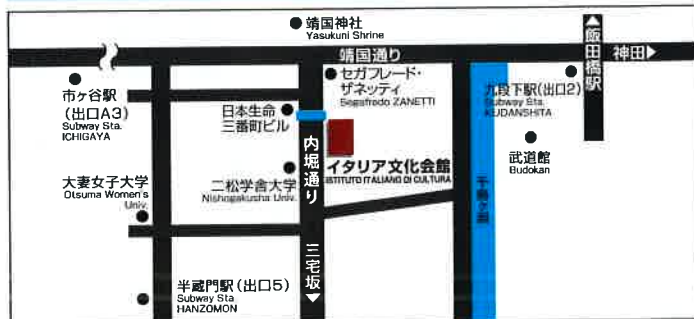 靖国神社
Yasukuni Shrine
靖国通り
▲飯田橋駅
神田▶
市ヶ谷駅
(出口A3)
Subway Sta.
ICHIGAYA
セガフレード・
ザネッティ
Segafredo ZANETTI
九段下駅(出口2)
Subway Sta.
KUDANSHITA
日本生命
三番町ビル
内堀通り
イタリア文化会館
ISTITUTO ITALIANO DI CULTURA
武道館
Budokan
大妻女子大学
Otsuma Women's
Univ.
二松学舎大学
Nishogakusha Univ.
千鳥ヶ淵
三宅坂▼
半蔵門駅(出口5)
Subway Sta
HANZOMON